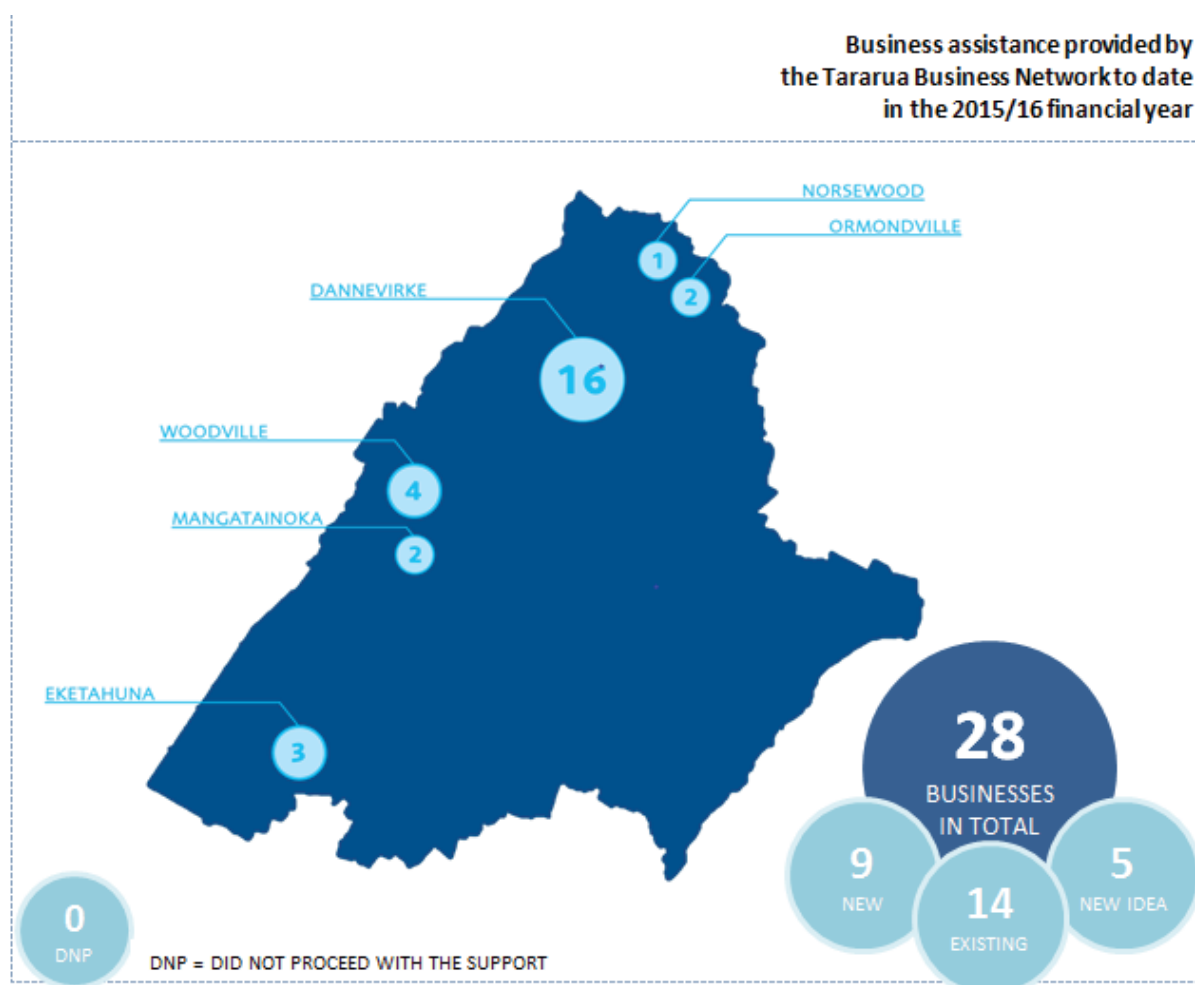 Business assistance provided by
the Tararua Business Network to date
in the 2015/16 financial year
NORSEWOOD
ORMONDVILLE
1
2
DANNEVIRKE
16
WOODVILLE
4
MANGATAINOKA
2
EKETAHUNA
3
28
BUSINESSES
IN TOTAL
9
NEW
14
EXISTING
5
NEW IDEA
0
DNP
DNP = DID NOT PROCEED WITH THE SUPPORT